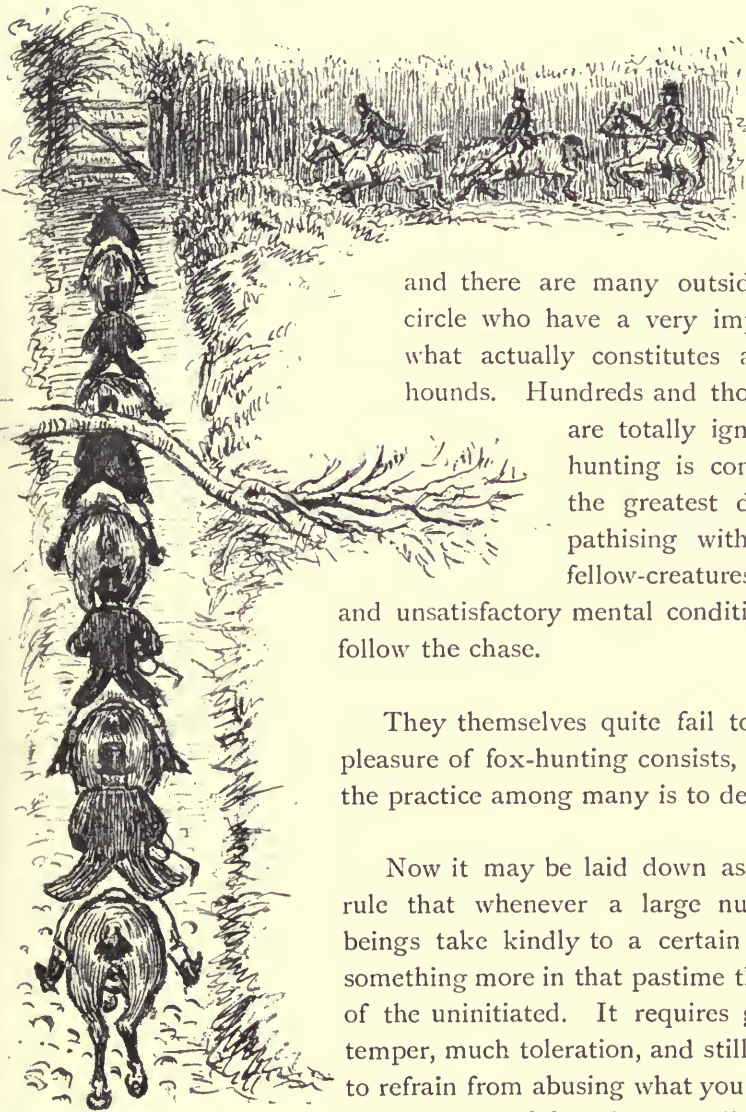 and there are many outsid
circle who have a very imp
what actually constitutes a
hounds. Hundreds and tho
are totally ign
hunting is con
the greatest d
pathising with
fellow-creatures
and unsatisfactory mental conditi
follow the chase.
They themselves quite fail to
pleasure of fox-hunting consists,
the practice among many is to de
Now it may be laid down as
rule that whenever a large nu
beings take kindly to a certain
something more in that pastime th
of the uninitiated. It requires g
temper, much toleration, and still
to refrain from abusing what you